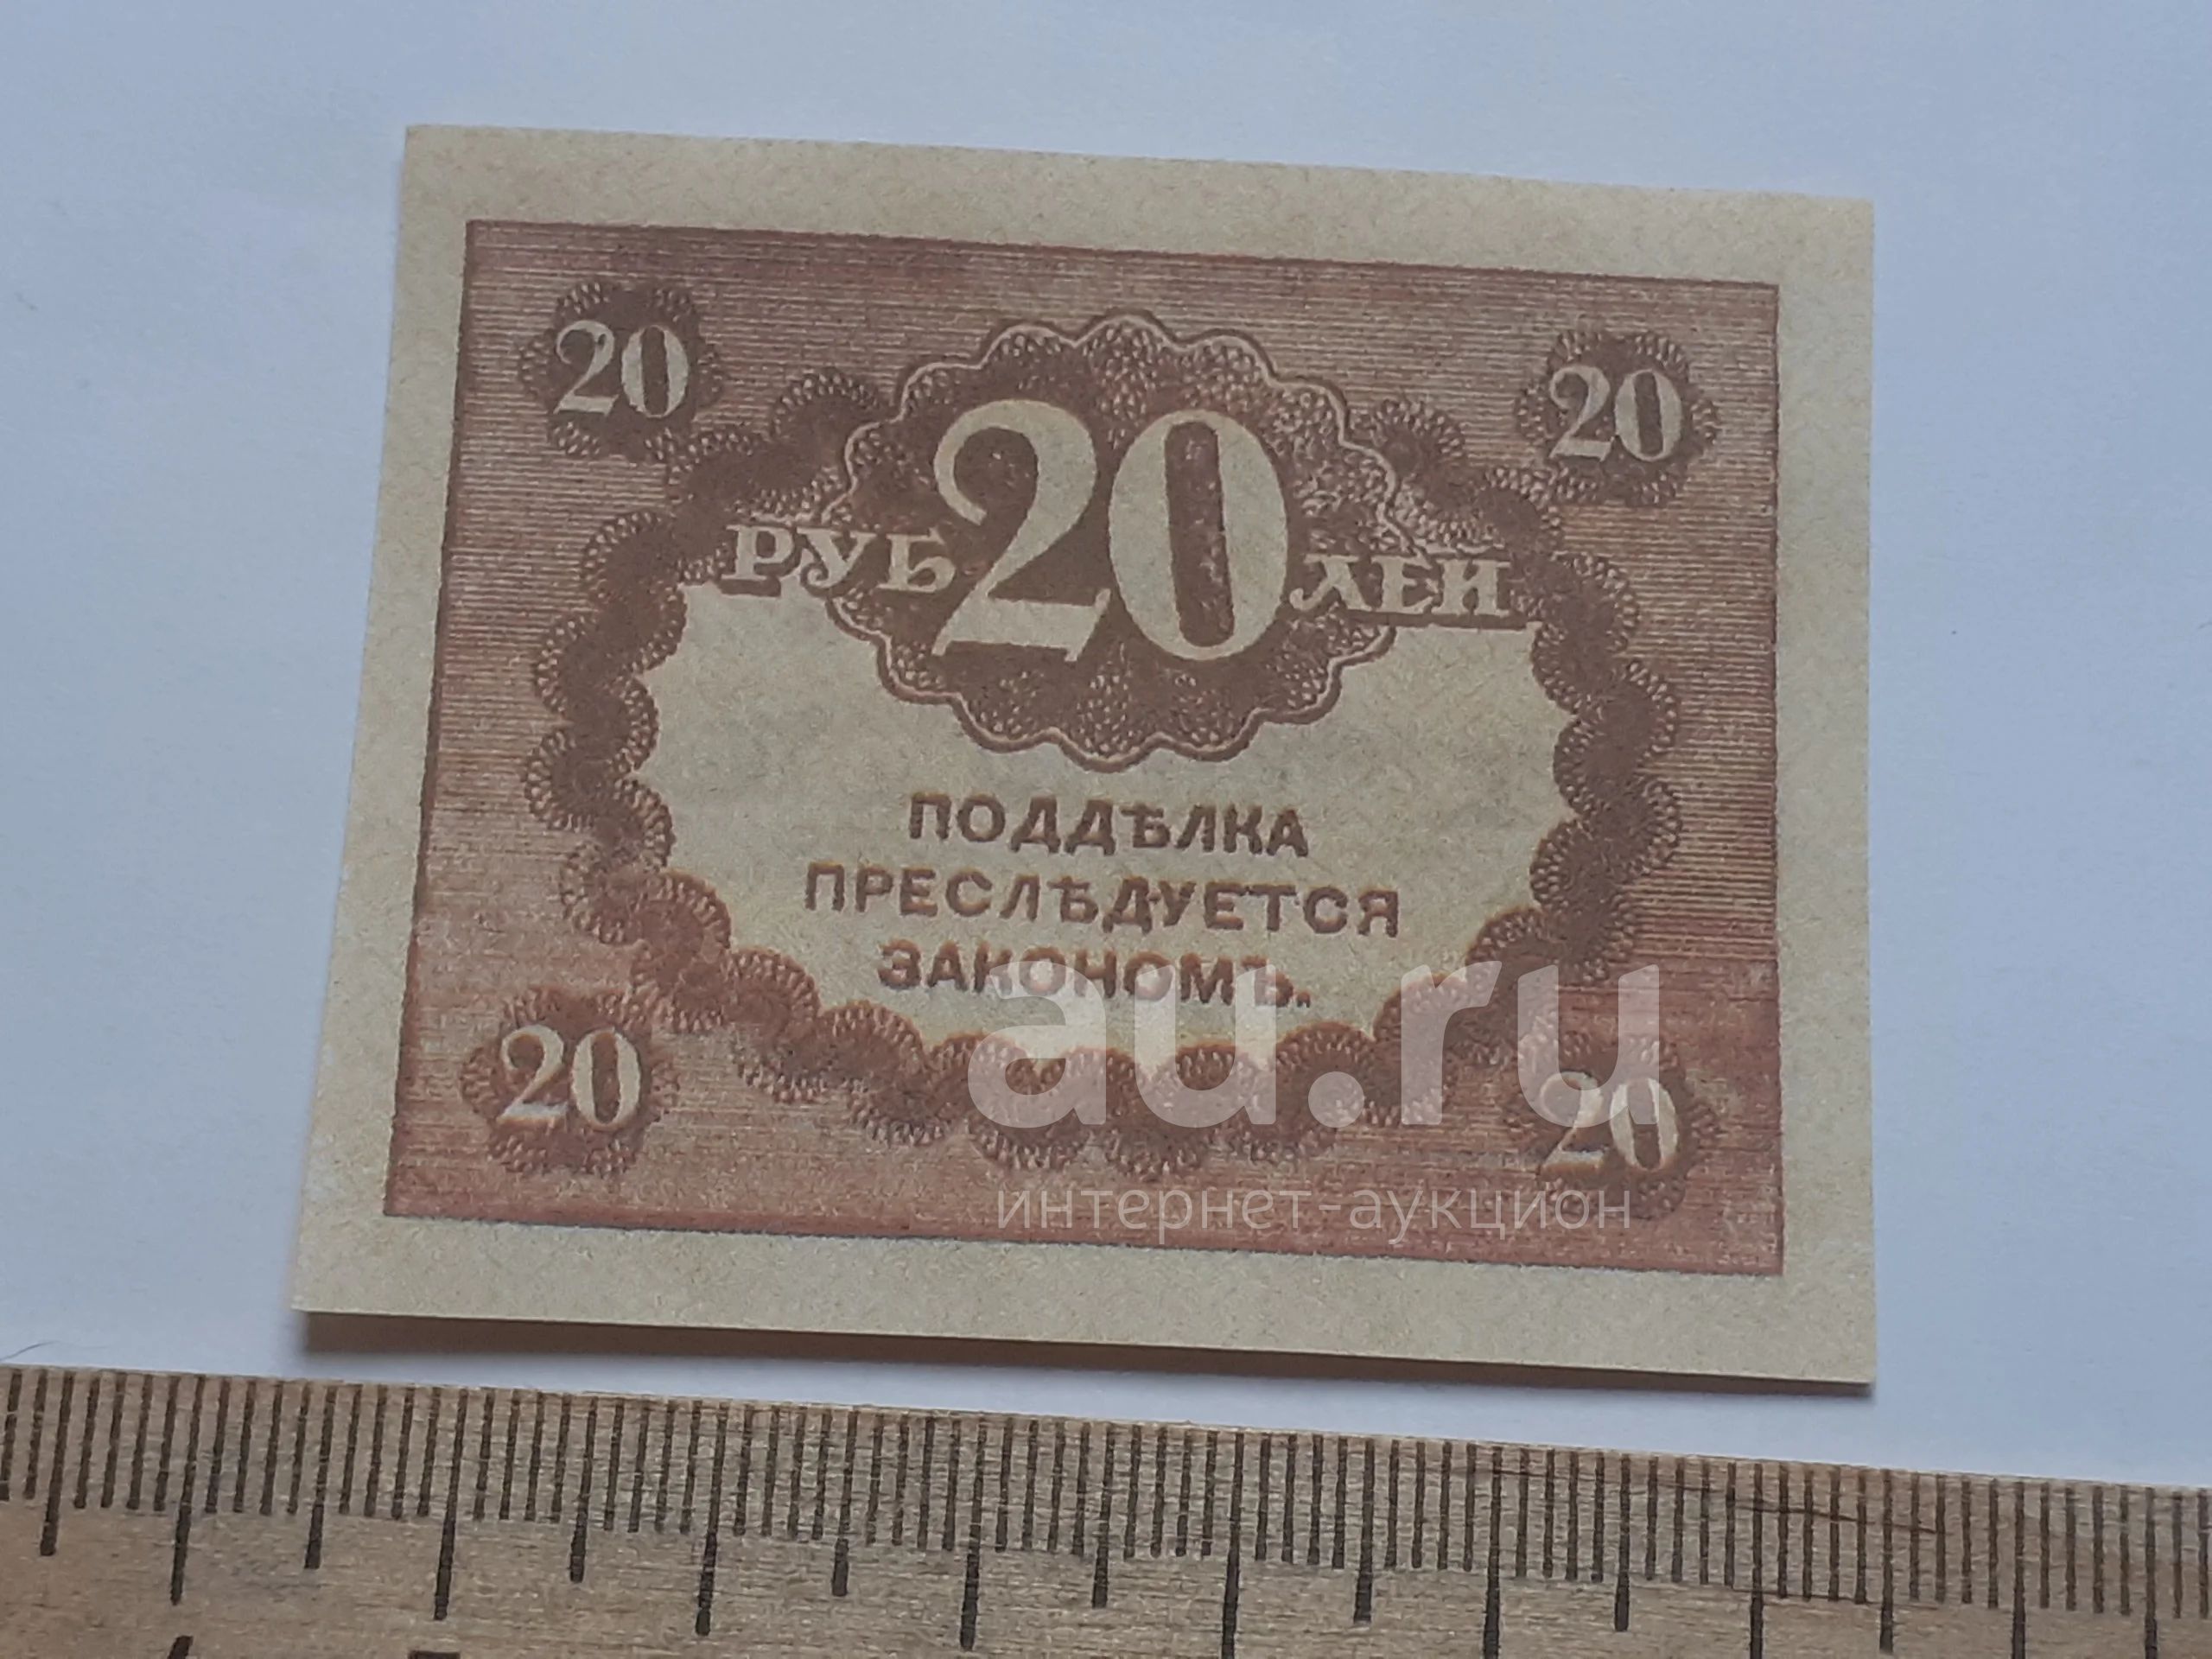 20 20
РУБ 20 ЛЕЙ
ПОДДѢЛКА
ПРЕСЛѢДУЕТСЯ
ЗАКОНОМЪ.
au.ru
20 20
интернет-аукцион